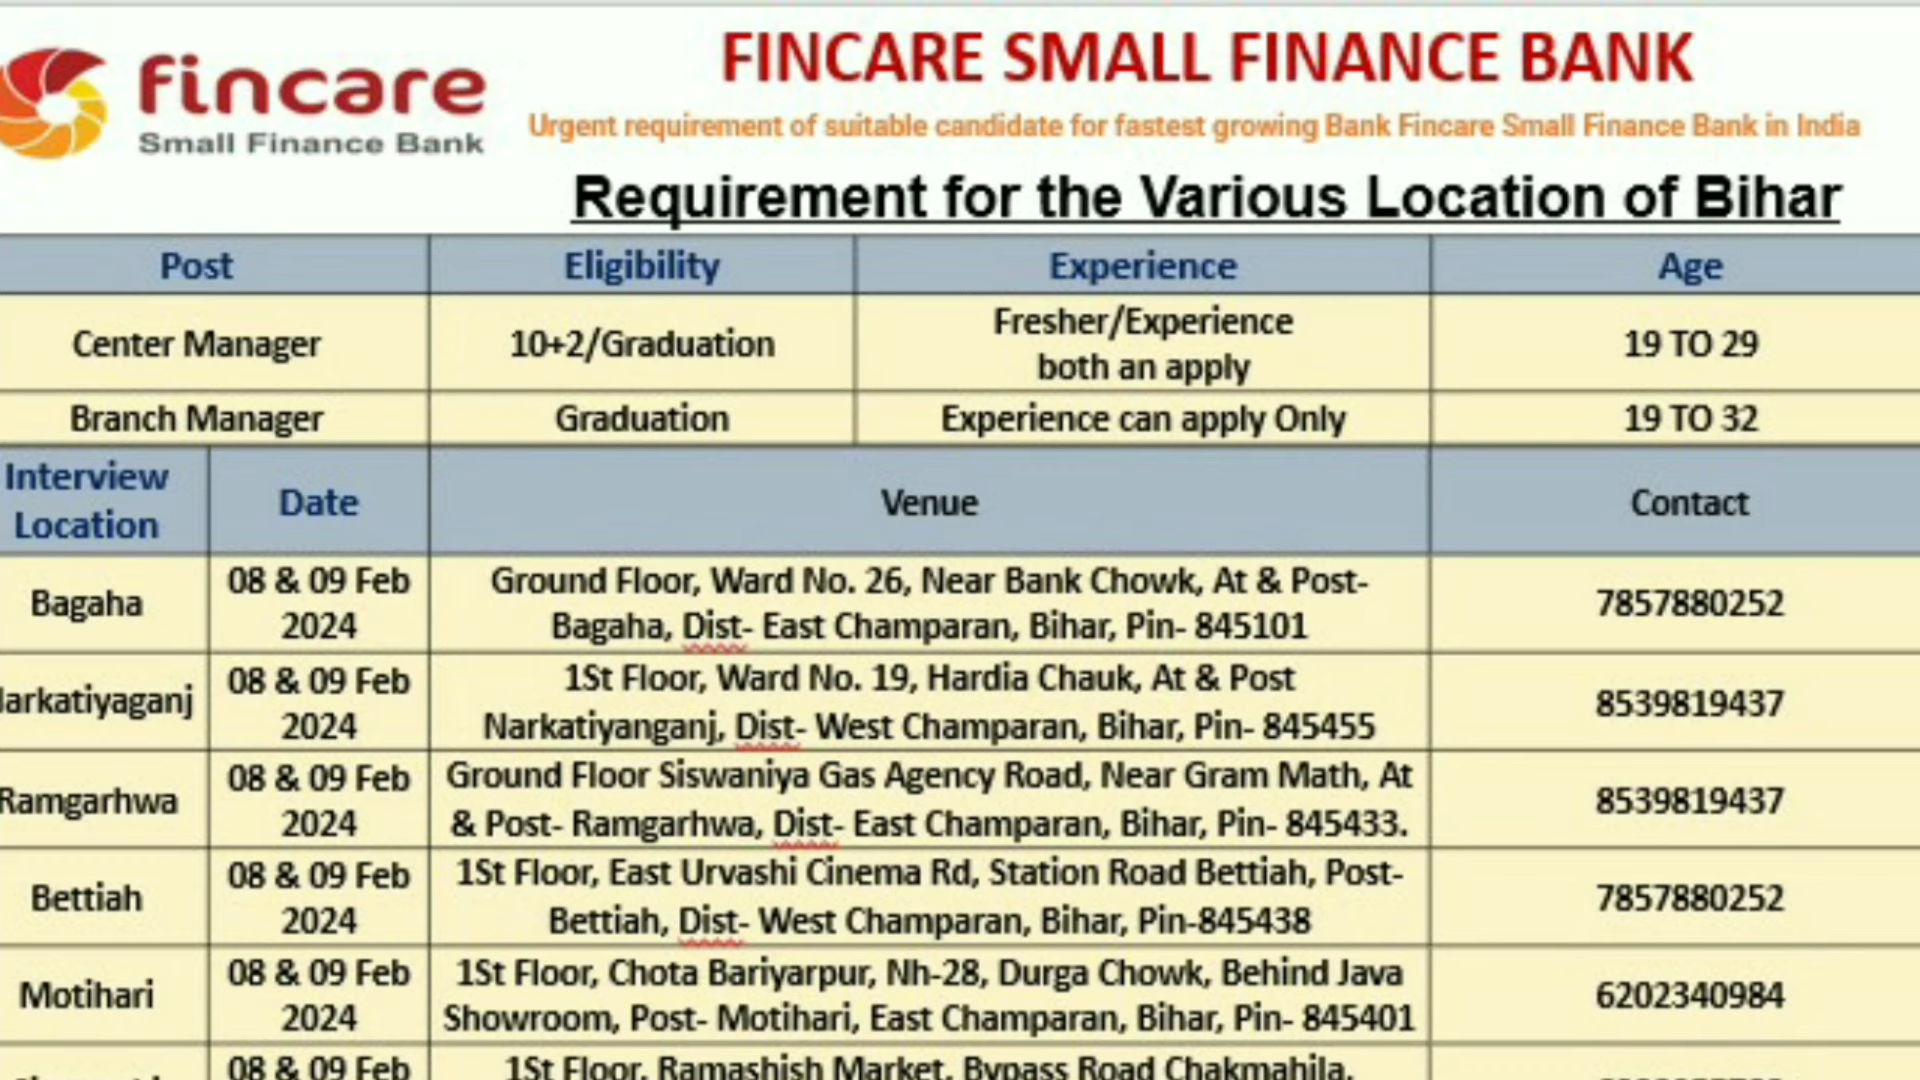 fincare
Small Finance Bank
FINCARE SMALL FINANCE BANK
Urgent requirement of suitable candidate for fastest growing Bank Fincare Small Finance Bank in India
Requirement for the Various Location of Bihar
Post Eligibility Experience Age
Center Manager 10+2/Graduation Fresher/Experience both an apply 19 TO 29
Branch Manager Graduation Experience can apply Only 19 TO 32
Interview Location Date Venue Contact
Bagaha 08 & 09 Feb 2024 Ground Floor, Ward No. 26, Near Bank Chowk, At & Post-
Bagaha, Dist- East Champaran, Bihar, Pin- 845101 7857880252
arkatiyaganj 08 & 09 Feb 2024 1St Floor, Ward No. 19, Hardia Chauk, At & Post
Narkatiyanganj, Dist- West Champaran, Bihar, Pin- 845455 8539819437
Ramgarhwa 08 & 09 Feb 2024 Ground Floor Siswaniya Gas Agency Road, Near Gram Math, At
& Post- Ramgarhwa, Dist- East Champaran, Bihar, Pin- 845433. 8539819437
Bettiah 08 & 09 Feb 2024 1St Floor, East Urvashi Cinema Rd, Station Road Bettiah, Post-
Bettiah, Dist- West Champaran, Bihar, Pin-845438 7857880252
Motihari 08 & 09 Feb 2024 1St Floor, Chota Bariyarpur, Nh-28, Durga Chowk, Behind Java
Showroom, Post- Motihari, East Champaran, Bihar, Pin- 845401 6202340984
08 & 09 Feb 1St Floor, Ramashish Market, Bypass Road Chakmahila,